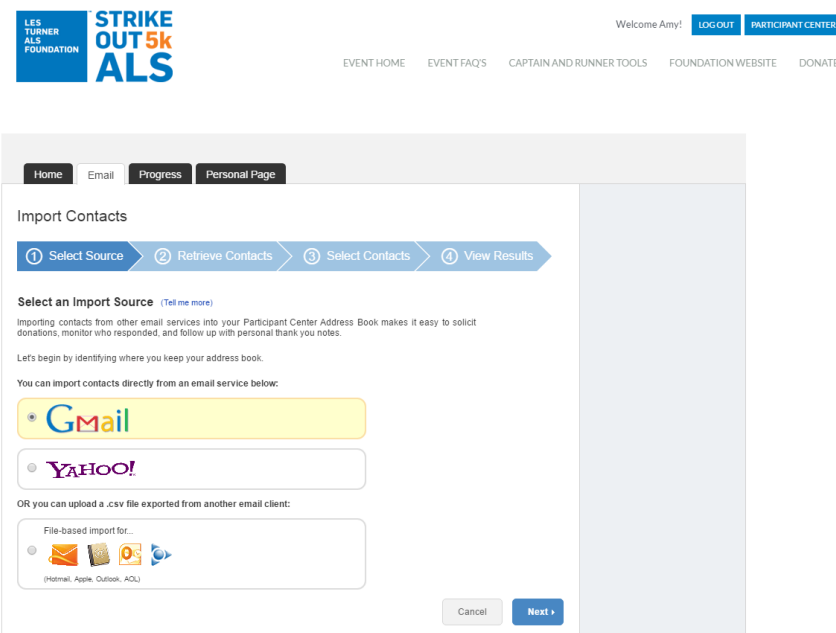 LES
TURNER
ALS
FOUNDATION
STRIKE
OUT 5k
ALS
Welcome Amy!
LOG OUT
PARTICIPANT CENTER
EVENT HOME
EVENT FAQ'S
CAPTAIN AND RUNNER TOOLS
FOUNDATION WEBSITE
DONATE
Home
Email
Progress
Personal Page
Import Contacts
1 Select Source
2 Retrieve Contacts
3 Select Contacts
4 View Results
Select an Import Source (Tell me more)
Importing contacts from other email services into your Participant Center Address Book makes it easy to solicit
donations, monitor who responded, and follow up with personal thank you notes.
Let's begin by identifying where you keep your address book.
You can import contacts directly from an email service below:
Gmail
YAHOO!
OR you can upload a .csv file exported from another email client:
File-based import for...
(Hotmail, Apple, Outlook, AOL)
Cancel
Next